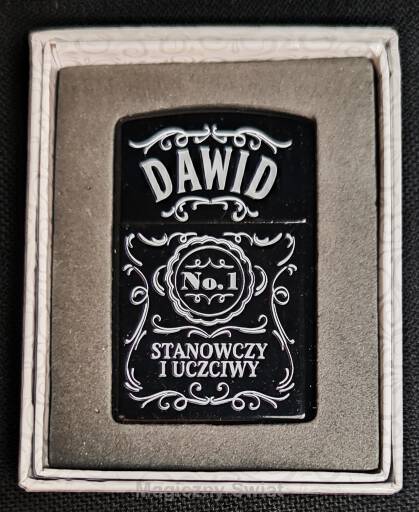 DAWID
No.1
STANOWCZY
I UCZCIWY
Magiczny Świat